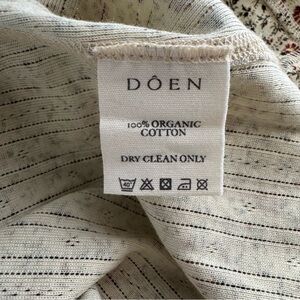 DÔEN
100% ORGANIC
COTTON
DRY CLEAN ONLY